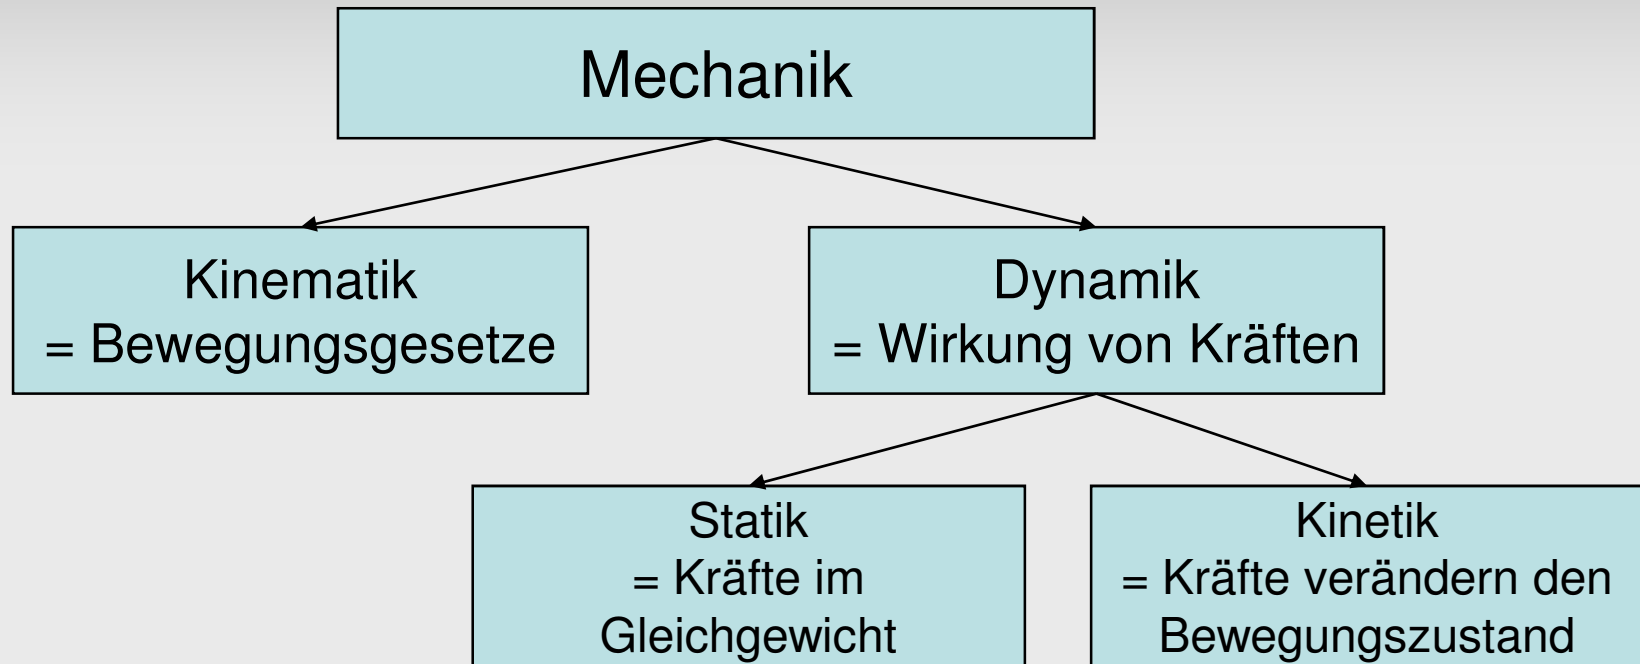 Mechanik
Kinematik
= Bewegungsgesetze
Dynamik
= Wirkung von Kräften
Statik
= Kräfte im
Gleichgewicht
Kinetik
= Kräfte verändern den
Bewegungszustand